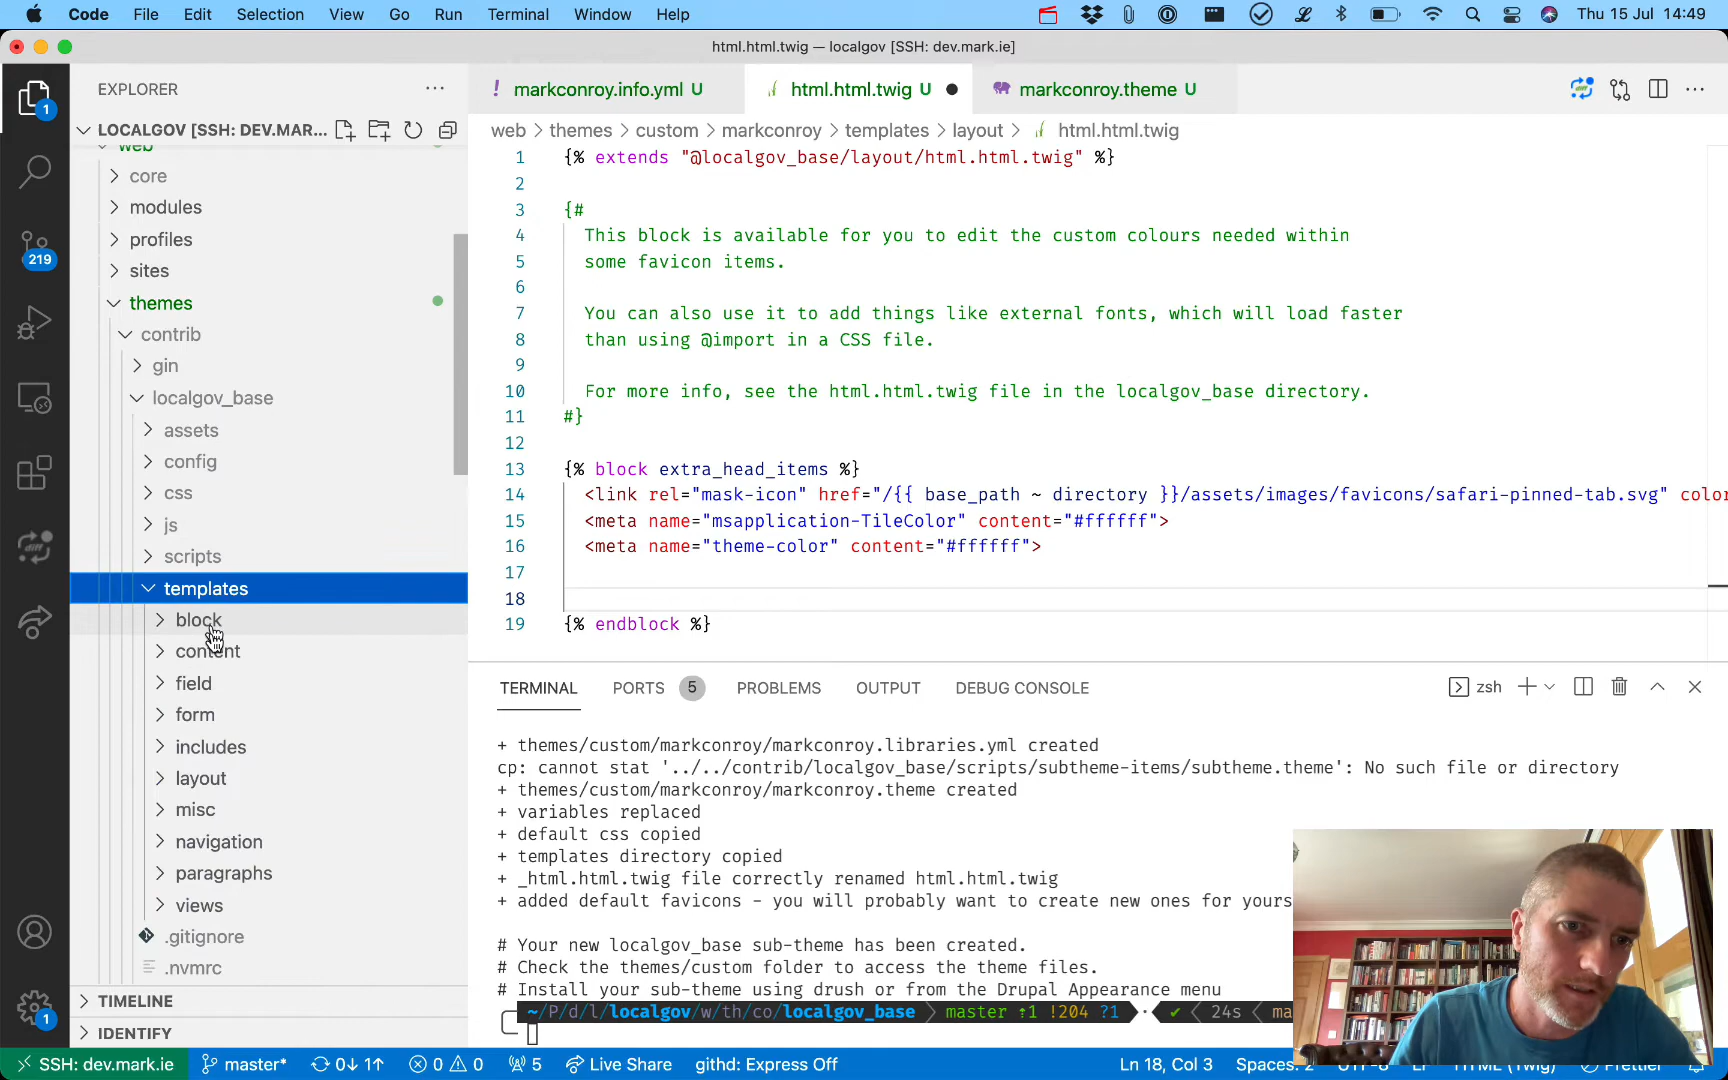 Code File Edit Selection View Go Run Terminal Window Help Thu 15 Jul 14:49
html.html.twig — localgov [SSH: dev.mark.ie]
EXPLORER
LOCALGOV [SSH: DEV.MAR...
web
core
modules
profiles
sites
themes
contrib
gin
localgov_base
assets
config
css
js
scripts
templates
block
content
field
form
includes
layout
misc
navigation
paragraphs
views
.gitignore
.nvmrc
TIMELINE
IDENTIFY
1
219
1
! markconroy.info.yml U html.html.twig U markconroy.theme U
web > themes > custom > markconroy > templates > layout > html.html.twig
1 {% extends "@localgov_base/layout/html.html.twig" %}
2
3 {#
4 This block is available for you to edit the custom colours needed within
5 some favicon items.
6
7 You can also use it to add things like external fonts, which will load faster
8 than using @import in a CSS file.
9
10 For more info, see the html.html.twig file in the localgov_base directory.
11 #}
12
13 {% block extra_head_items %}
14 <link rel="mask-icon" href="/{{ base_path ~ directory }}/assets/images/favicons/safari-pinned-tab.svg" color
15 <meta name="msapplication-TileColor" content="#ffffff">
16 <meta name="theme-color" content="#ffffff">
17
18
19 {% endblock %}
TERMINAL PORTS 5 PROBLEMS OUTPUT DEBUG CONSOLE zsh
+ themes/custom/markconroy/markconroy.libraries.yml created
cp: cannot stat '../../contrib/localgov_base/scripts/subtheme-items/subtheme.theme': No such file or directory
+ themes/custom/markconroy/markconroy.theme created
+ variables replaced
+ default css copied
+ templates directory copied
+ _html.html.twig file correctly renamed html.html.twig
+ added default favicons - you will probably want to create new ones for yours
# Your new localgov_base sub-theme has been created.
# Check the themes/custom folder to access the theme files.
# Install your sub-theme using drush or from the Drupal Appearance menu
~/P/d/l/localgov/w/th/co/localgov_base master ⇡1 !204 ?1 ✔ 24s ma
SSH: dev.mark.ie master* 0↓ 1↑ 0 0 5 Live Share githd: Express Off Ln 18, Col 3